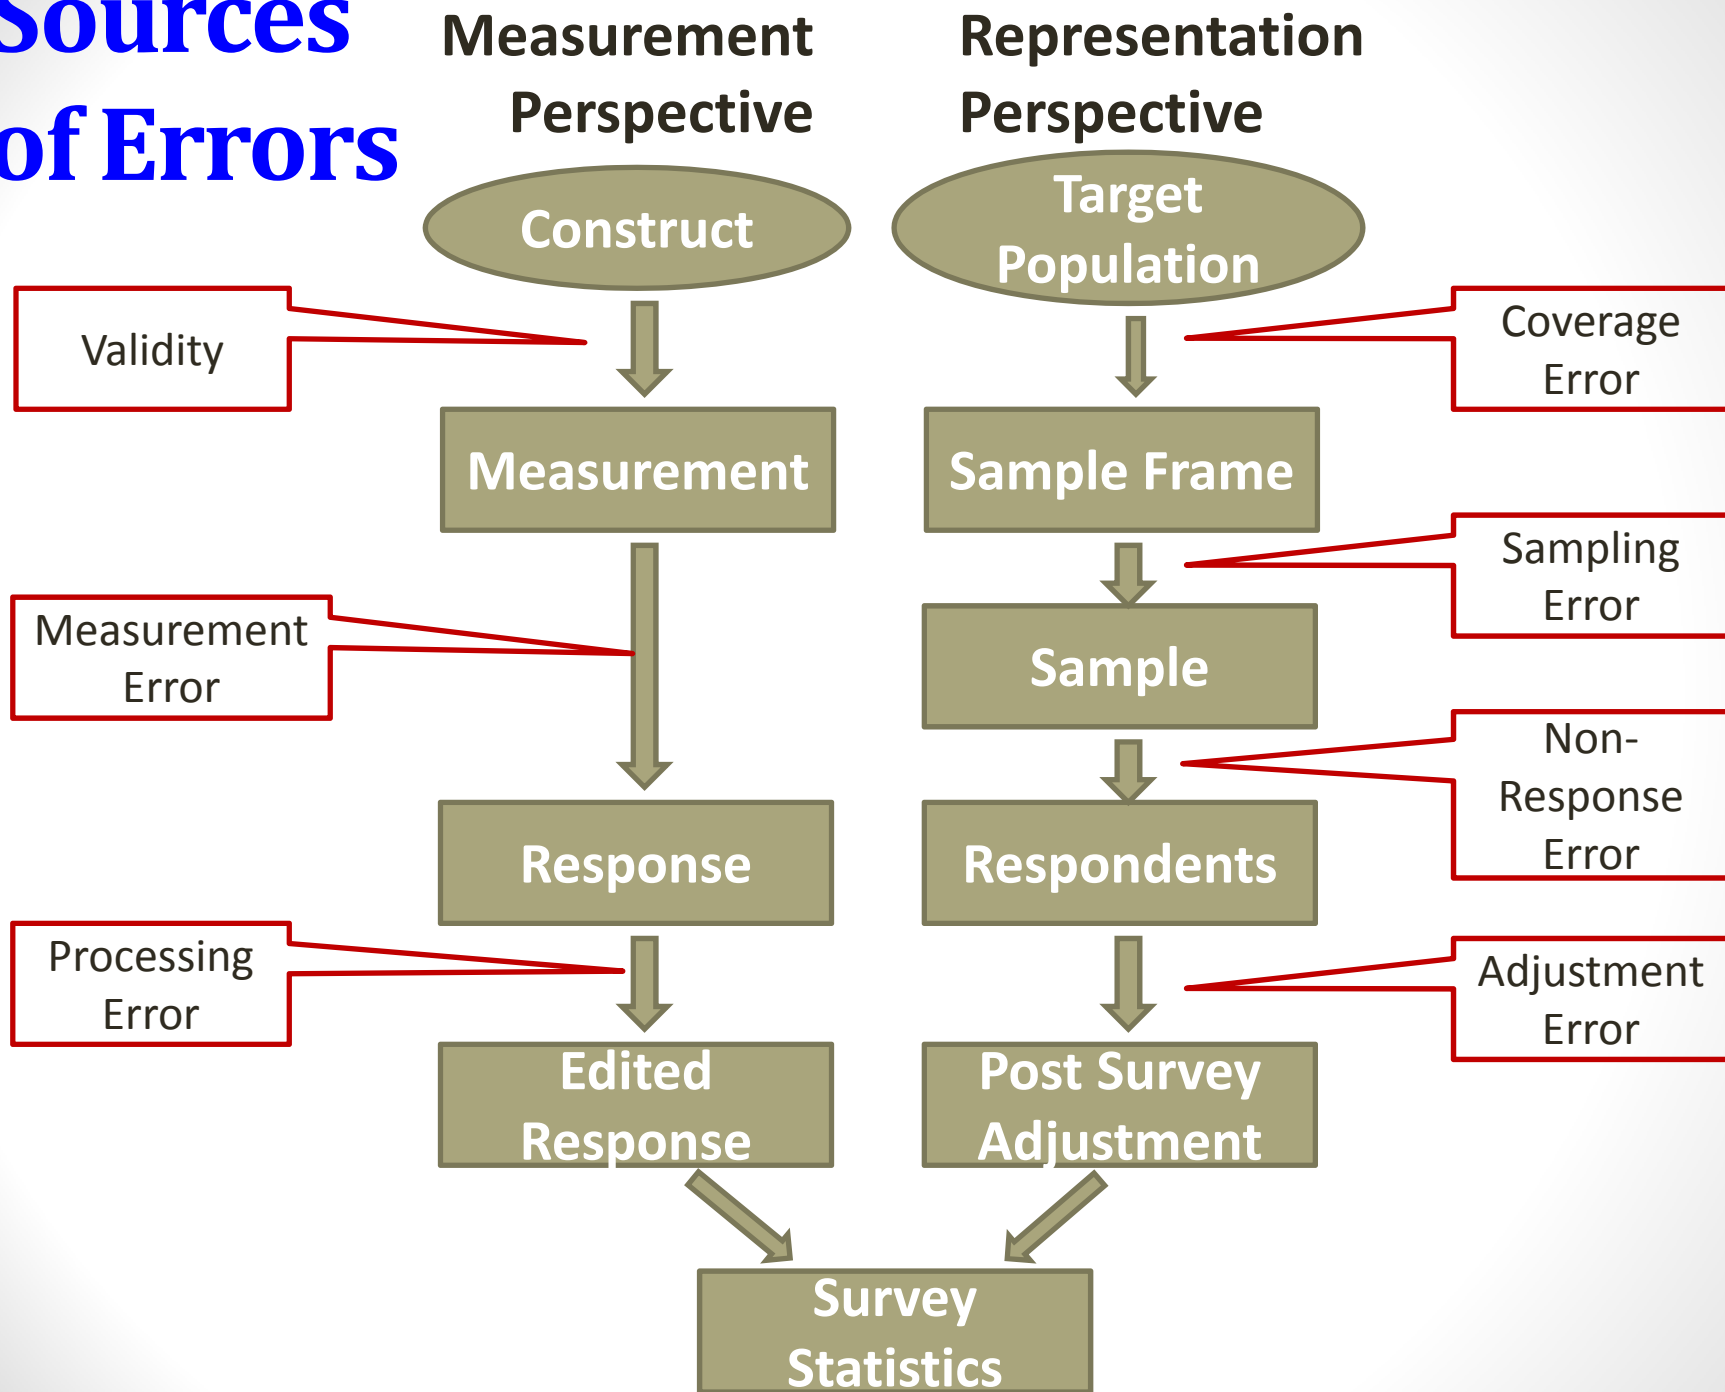 Sources
of Errors
Measurement
Perspective
Representation
Perspective
Construct
Target
Population
Validity
Coverage
Error
Measurement
Sample Frame
Sampling
Error
Measurement
Error
Sample
Non-
Response
Error
Response
Respondents
Processing
Error
Adjustment
Error
Edited
Response
Post Survey
Adjustment
Survey
Statistics